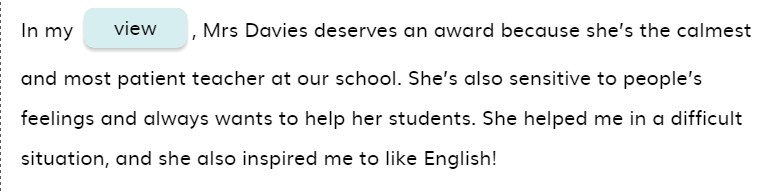 In my view , Mrs Davies deserves an award because she’s the calmest
and most patient teacher at our school. She’s also sensitive to people’s
feelings and always wants to help her students. She helped me in a difficult
situation, and she also inspired me to like English!